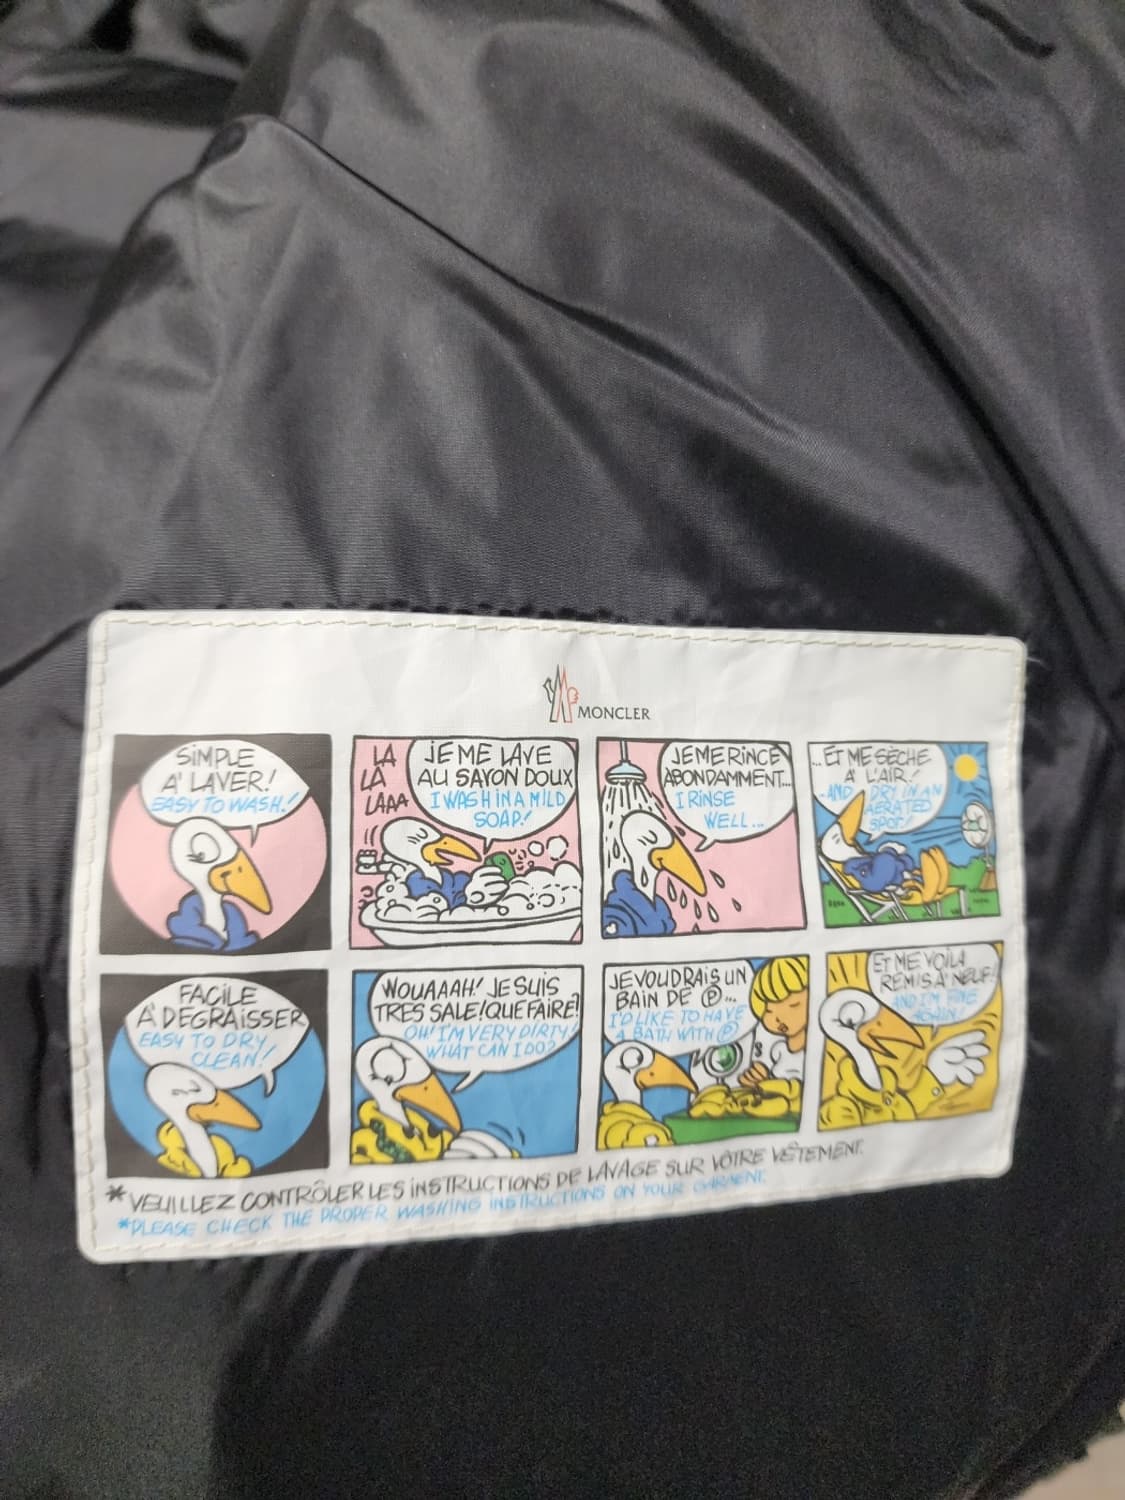 MONCLER
SIMPLE
A' LAVER!
EASY TO WASH!
LA
LA
LAAA
JE ME LAVE
AU SAVON DOUX
I WASH IN A MILD
SOAP!
JE ME RINCE
ABONDAMMENT...
I RINSE
WELL...
... ET ME SÈCHE
A' L'AIR!
..AND DRY IN AN
AERATED
SPOT!
FACILE
A' DEGRAISSER
EASY TO DRY
CLEAN!
WOUAAAH! JE SUIS
TRES SALE! QUE FAIRE?
OH! I'M VERY DIRTY!
WHAT CAN I DO?
JE VOUDRAIS UN
BAIN DE Ⓟ...
I'D LIKE TO HAVE
A BATH WITH Ⓟ
ET ME VOILA
REMIS A' NEUF!
AND I'M FINE
AGAIN!
*VEUILLEZ CONTRÔLER LES INSTRUCTIONS DE LAVAGE SUR VÔTRE VÊTEMENT.
*PLEASE CHECK THE PROPER WASHING INSTRUCTIONS ON YOUR GARMENT.